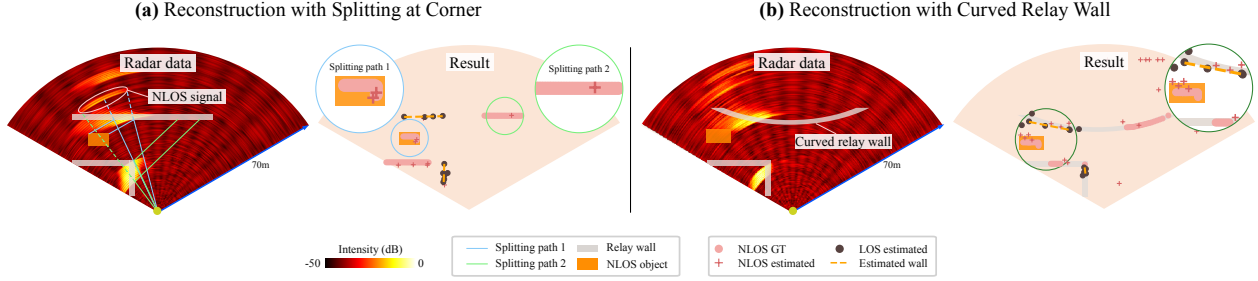 (a) Reconstruction with Splitting at Corner
Radar data
NLOS signal
70m
Splitting path 1
Result
Splitting path 2
(b) Reconstruction with Curved Relay Wall
Radar data
Curved relay wall
70m
Result
Intensity (dB)
-50
0
Splitting path 1
Relay wall
Splitting path 2
NLOS object
NLOS GT
LOS estimated
NLOS estimated
Estimated wall